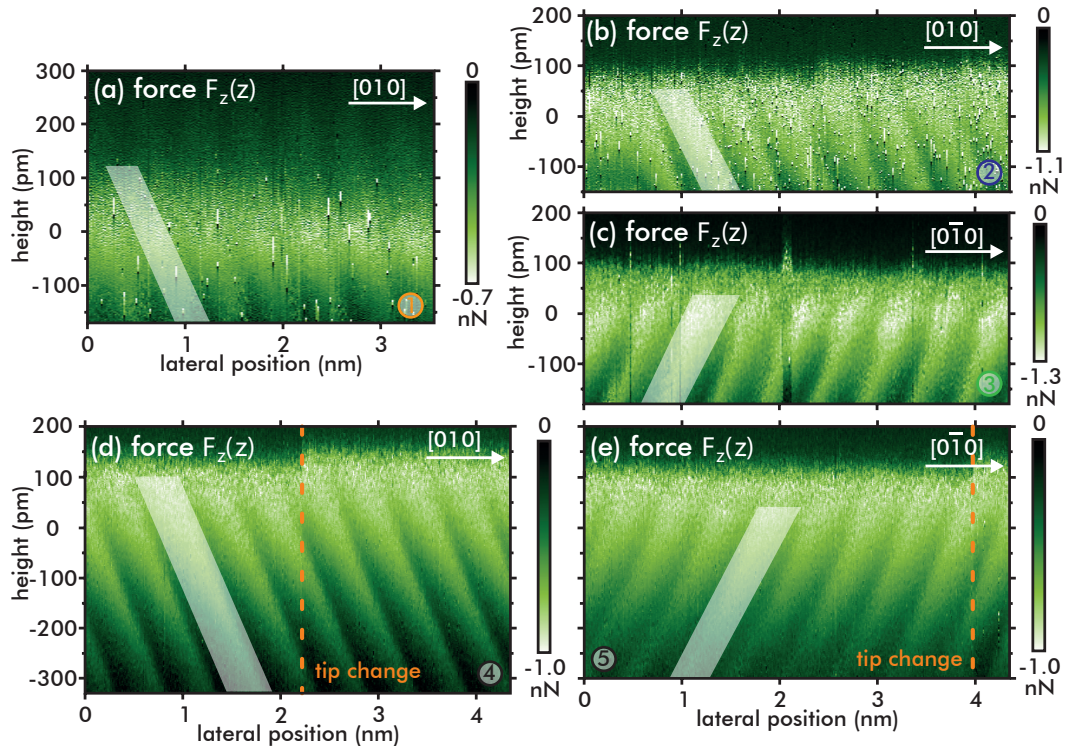 (a) force F_z(z)
[010]
300
200
100
0
-100
height (pm)
0
1
2
3
lateral position (nm)
0
-0.7
nN
①
(b) force F_z(z)
[010]
200
100
0
-100
height (pm)
0
-1.1
nN
②
(c) force F_z(z)
[01̄0]
200
100
0
-100
height (pm)
0
-1.3
nN
③
(d) force F_z(z)
[010]
200
100
0
-100
-200
-300
height (pm)
0
1
2
3
4
lateral position (nm)
tip change
④
0
-1.0
nN
(e) force F_z(z)
[01̄0]
0
1
2
3
4
lateral position (nm)
tip change
⑤
0
-1.0
nN